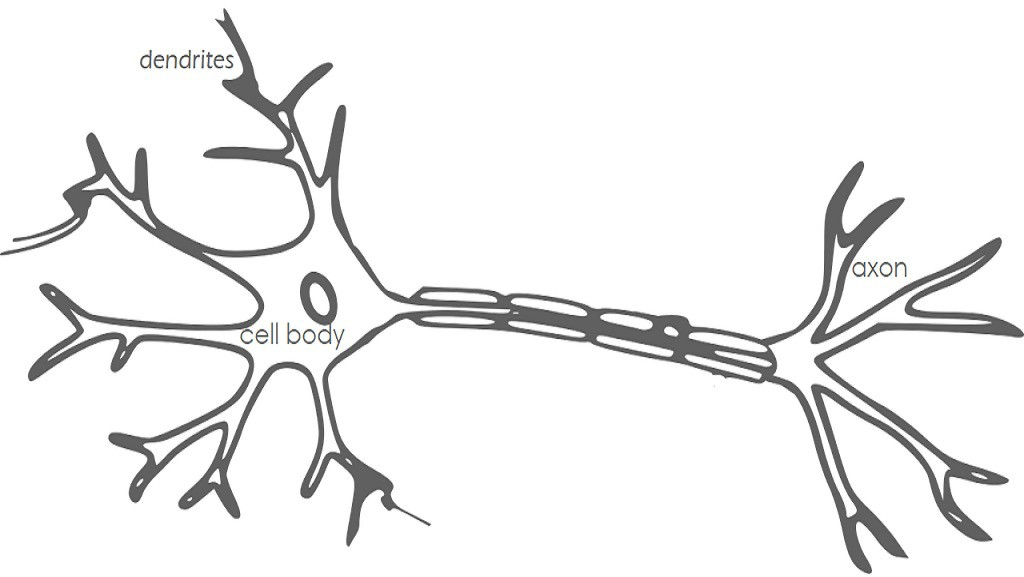 dendrites
axon
cell body